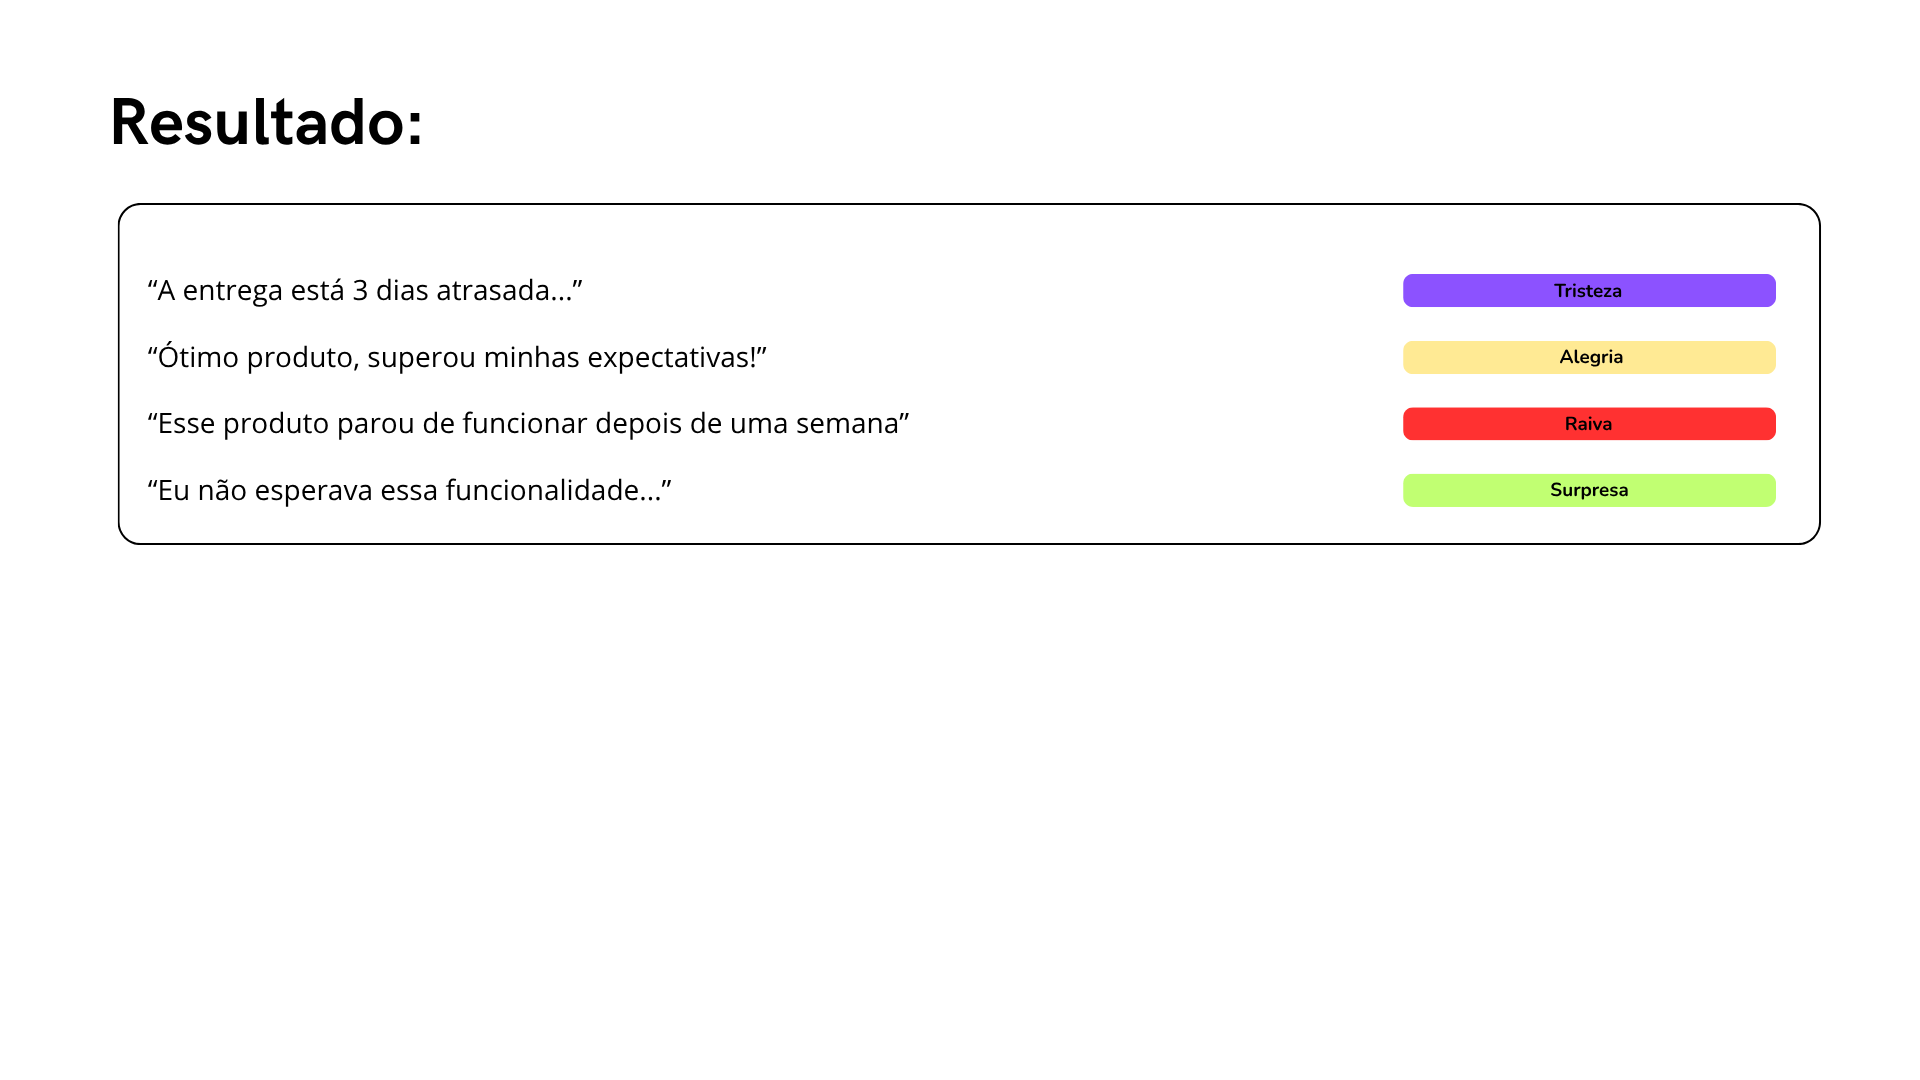 Resultado:
“A entrega está 3 dias atrasada...” Tristeza
“Ótimo produto, superou minhas expectativas!” Alegria
“Esse produto parou de funcionar depois de uma semana” Raiva
“Eu não esperava essa funcionalidade...” Surpresa